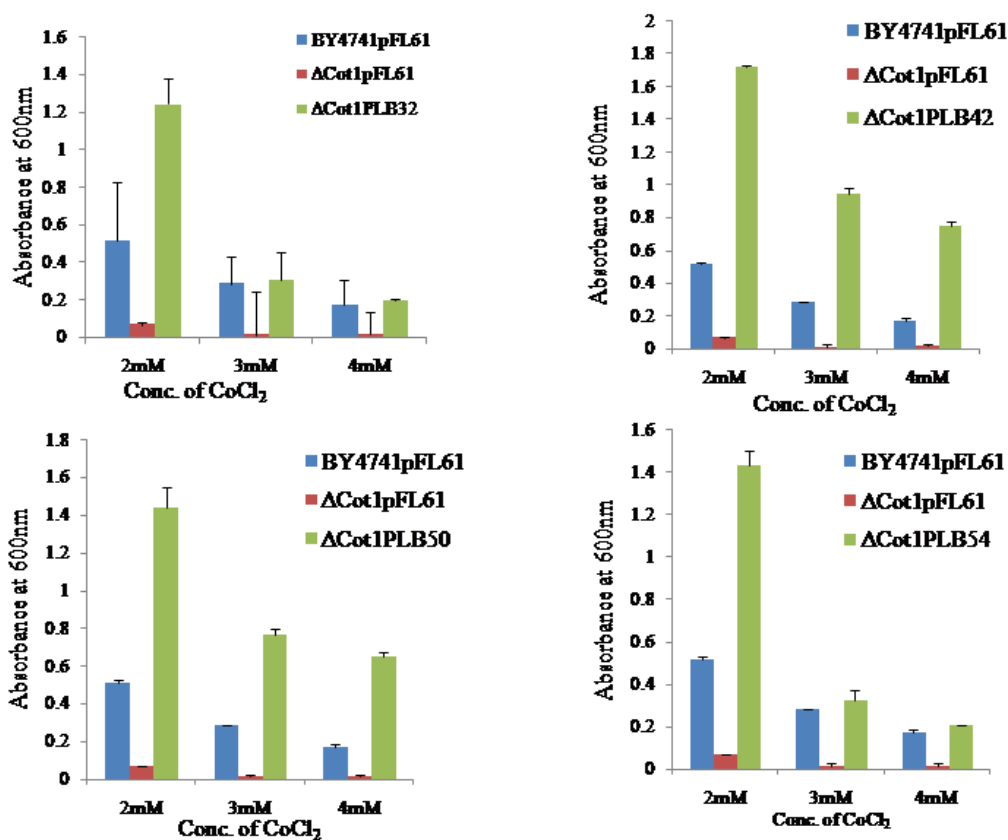 Absorbance at 600nm
1.6
1.4
1.2
1
0.8
0.6
0.4
0.2
0
BY4741pFL61
ΔCot1pFL61
ΔCot1PLB32
2mM
3mM
4mM
Conc. of CoCl₂
Absorbance at 600nm
2
1.8
1.6
1.4
1.2
1
0.8
0.6
0.4
0.2
0
BY4741pFL61
ΔCot1pFL61
ΔCot1PLB42
2mM
3mM
4mM
Conc. of CoCl₂
Absorbance at 600nm
1.8
1.6
1.4
1.2
1
0.8
0.6
0.4
0.2
0
BY4741pFL61
ΔCot1pFL61
ΔCot1PLB50
2mM
3mM
4mM
Conc. of CoCl₂
Absorbance at 600nm
1.6
1.4
1.2
1
0.8
0.6
0.4
0.2
0
BY4741pFL61
ΔCot1pFL61
ΔCot1PLB54
2mM
3mM
4mM
Conc. of CoCl₂